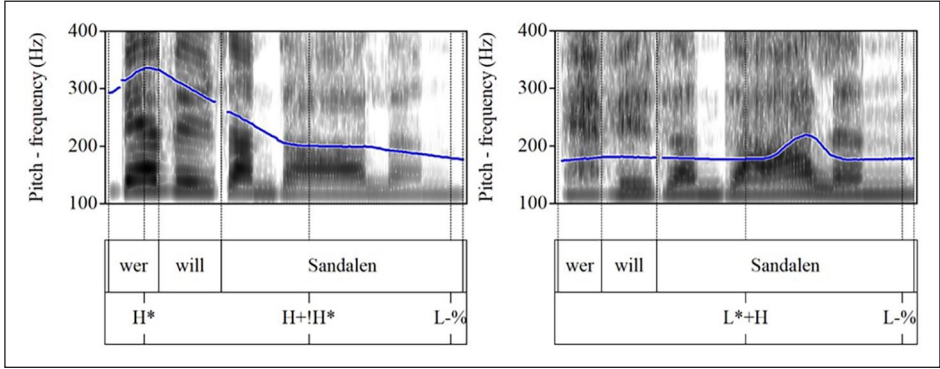 Pitch - frequency (Hz)
400
300
200
100
wer will Sandalen
H* H+!H* L-%
Pitch - frequency (Hz)
400
300
200
100
wer will Sandalen
L*+H L-%